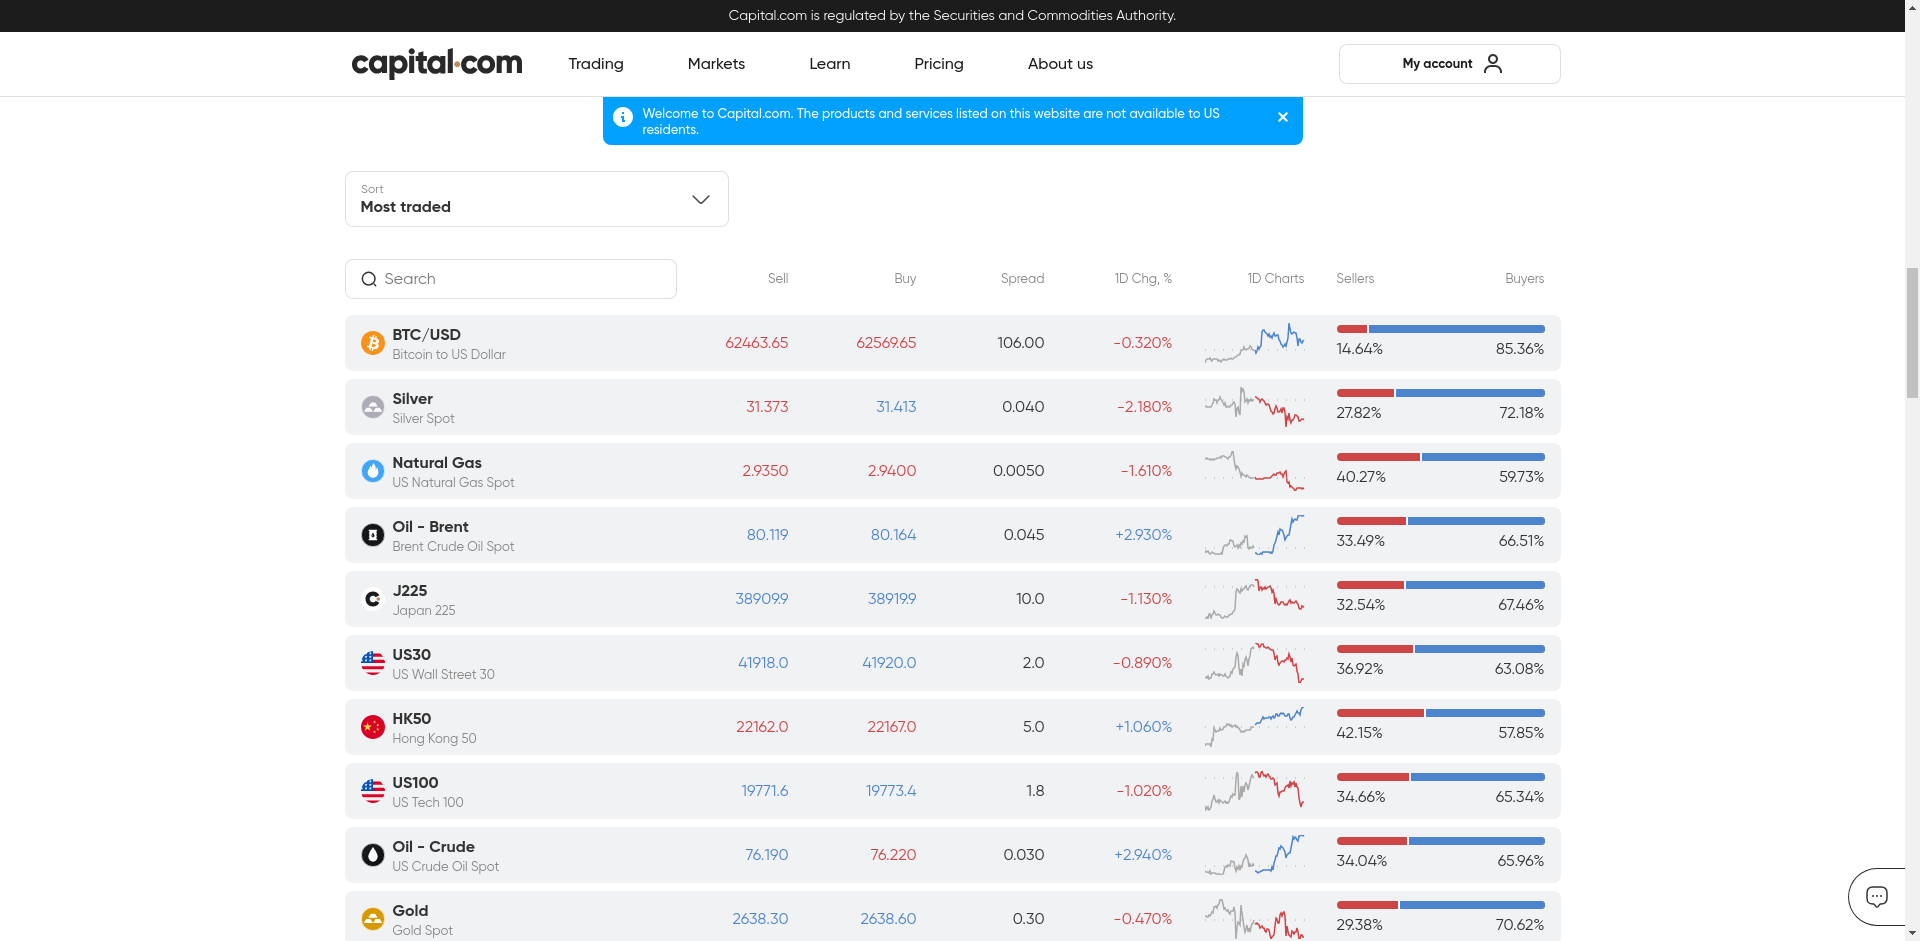 Capital.com is regulated by the Securities and Commodities Authority.
capital.com Trading Markets Learn Pricing About us My account
Welcome to Capital.com. The products and services listed on this website are not available to US
residents.
Sort
Most traded
Search Sell Buy Spread 1D Chg, % 1D Charts Sellers Buyers
BTC/USD
Bitcoin to US Dollar
62463.65 62569.65 106.00 -0.320% 14.64% 85.36%
Silver
Silver Spot
31.373 31.413 0.040 -2.180% 27.82% 72.18%
Natural Gas
US Natural Gas Spot
2.9350 2.9400 0.0050 -1.610% 40.27% 59.73%
Oil - Brent
Brent Crude Oil Spot
80.119 80.164 0.045 +2.930% 33.49% 66.51%
J225
Japan 225
38909.9 38919.9 10.0 -1.130% 32.54% 67.46%
US30
US Wall Street 30
41918.0 41920.0 2.0 -0.890% 36.92% 63.08%
HK50
Hong Kong 50
22162.0 22167.0 5.0 +1.060% 42.15% 57.85%
US100
US Tech 100
19771.6 19773.4 1.8 -1.020% 34.66% 65.34%
Oil - Crude
US Crude Oil Spot
76.190 76.220 0.030 +2.940% 34.04% 65.96%
Gold
Gold Spot
2638.30 2638.60 0.30 -0.470% 29.38% 70.62%